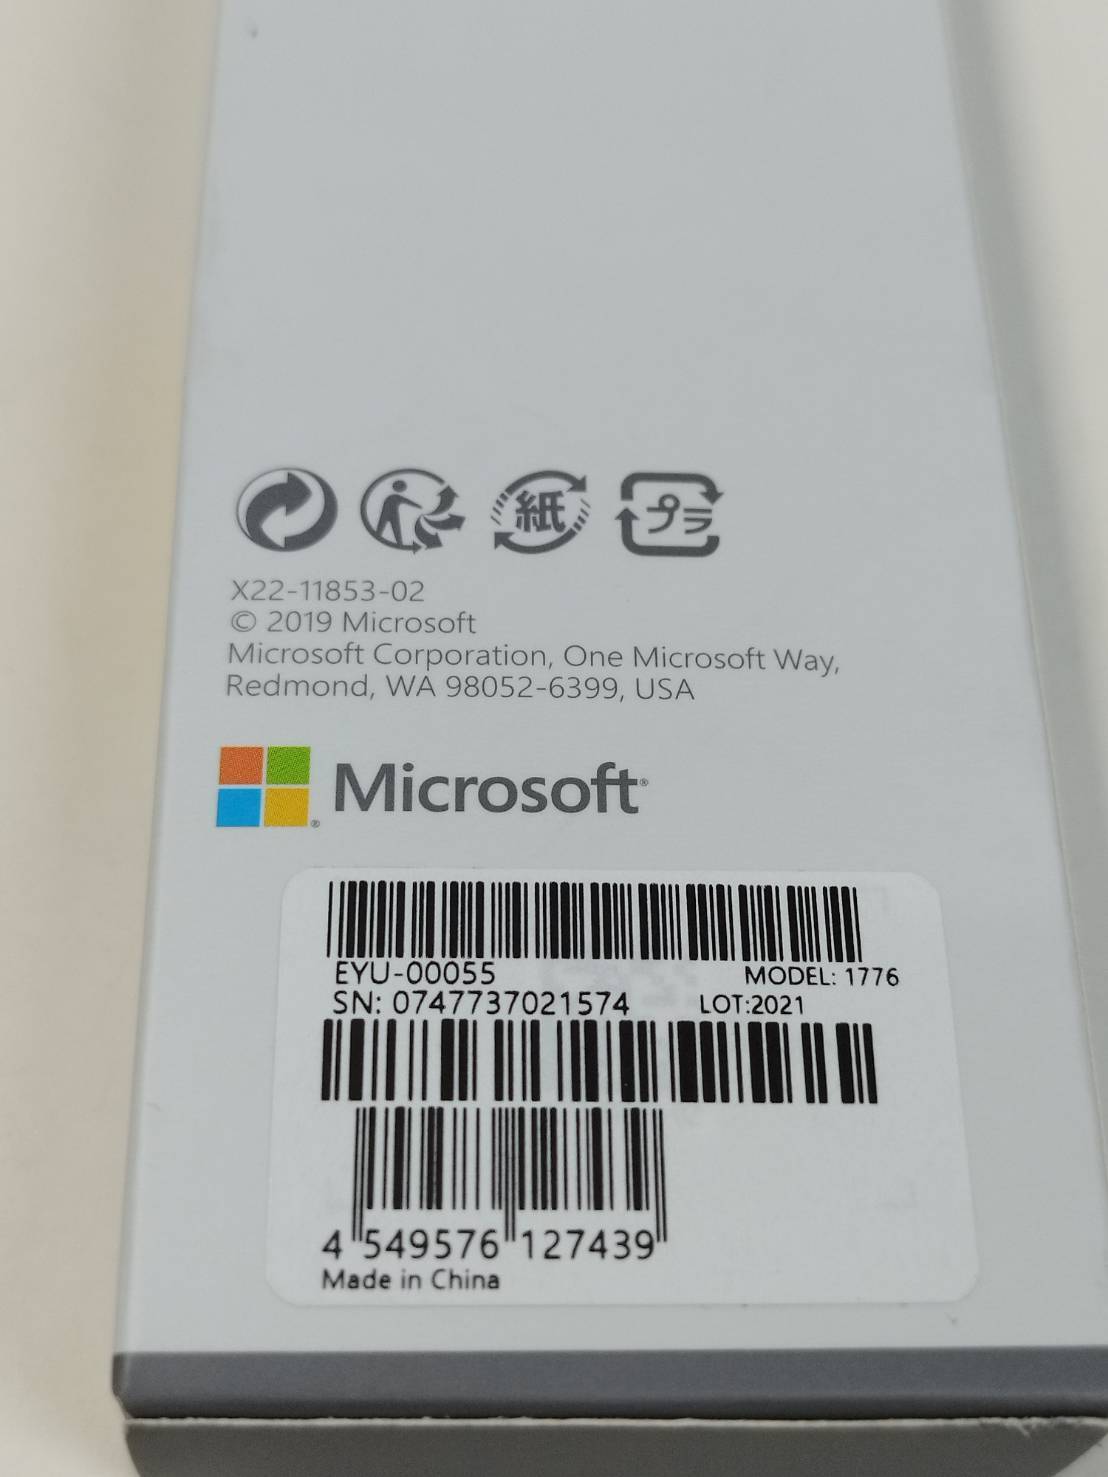 紙
プラ
X22-11853-02
© 2019 Microsoft
Microsoft Corporation, One Microsoft Way,
Redmond, WA 98052-6399, USA
Microsoft®
EYU-00055 MODEL: 1776
SN: 0747737021574 LOT:2021
4 549576 127439
Made in China